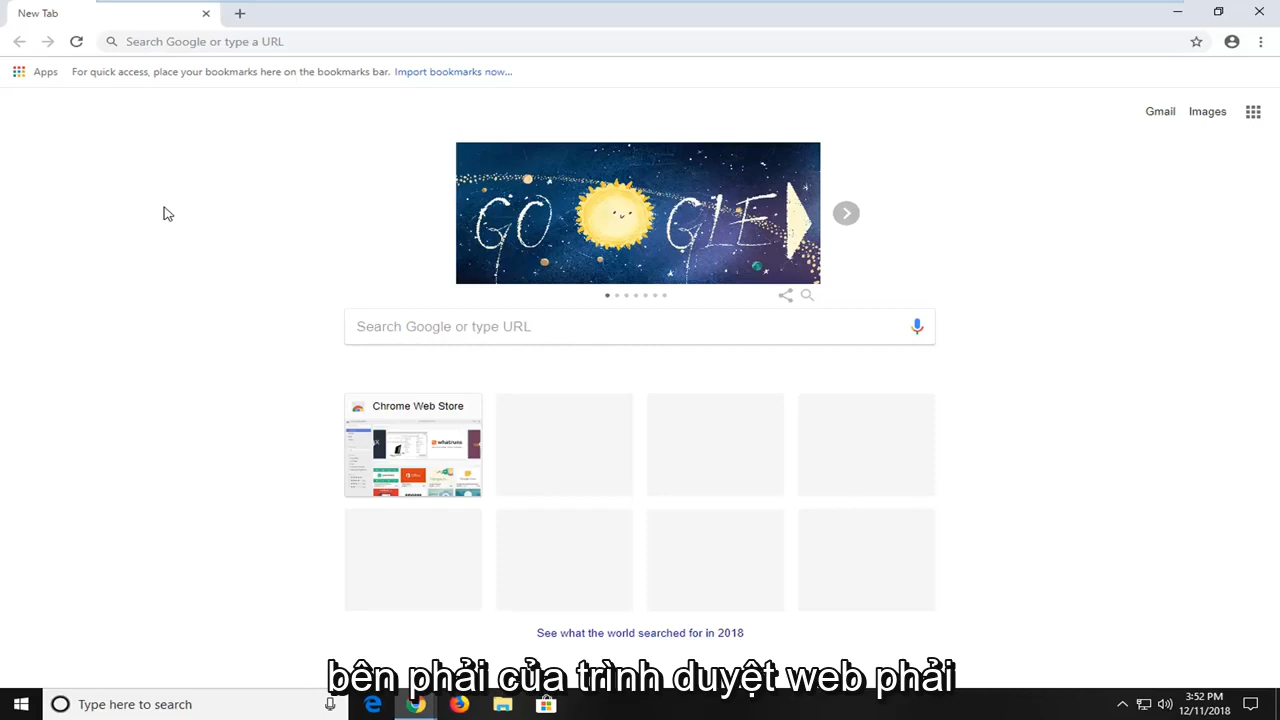 New Tab
Search Google or type a URL
Apps For quick access, place your bookmarks here on the bookmarks bar. Import bookmarks now...
Gmail Images
GOOGLE
Search Google or type URL
Chrome Web Store
whatruns
Office
See what the world searched for in 2018
bên phải của trình duyệt web phải
Type here to search
3:52 PM
12/11/2018